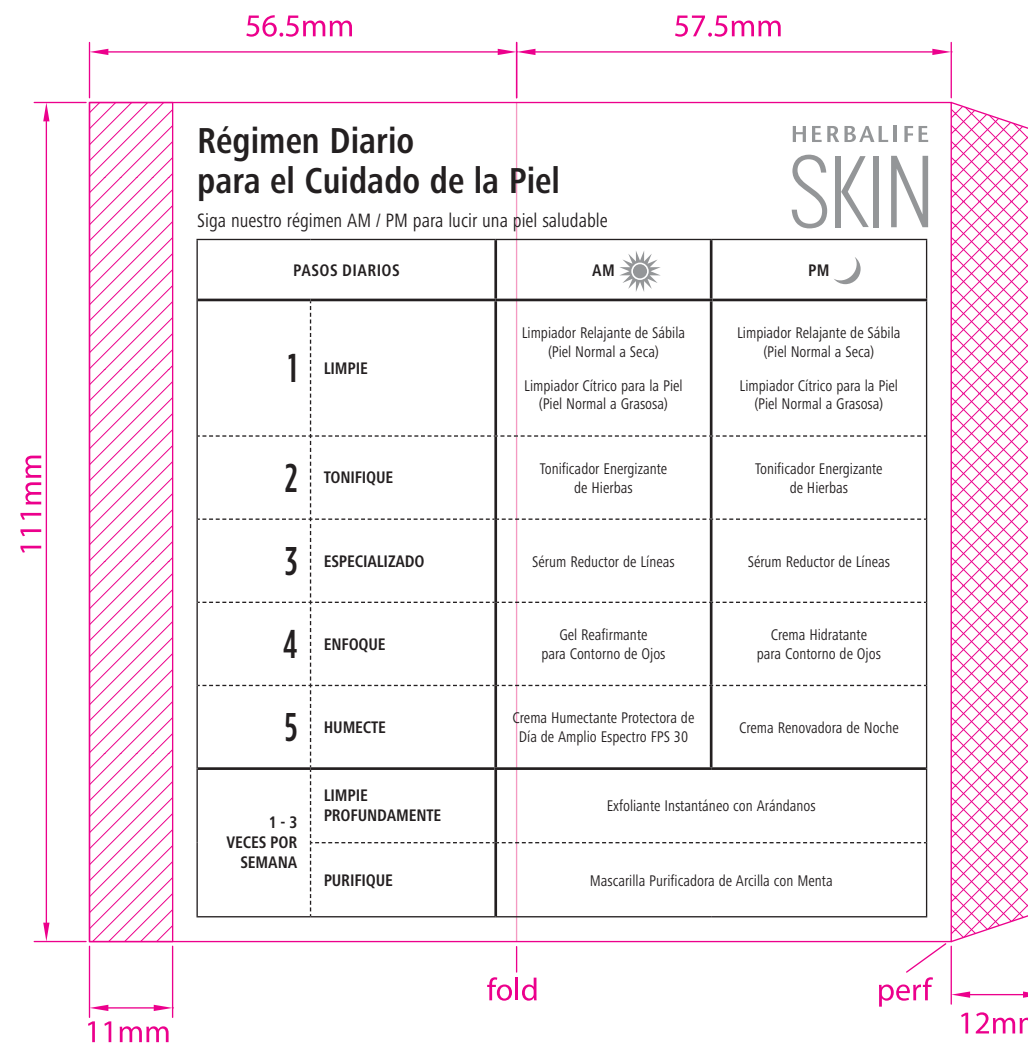 56.5mm
57.5mm
111mm
Régimen Diario
para el Cuidado de la Piel
HERBALIFE
SKIN
Siga nuestro régimen AM / PM para lucir una piel saludable
PASOS DIARIOS
AM
PM
1
LIMPIE
Limpiador Relajante de Sábila
(Piel Normal a Seca)
Limpiador Cítrico para la Piel
(Piel Normal a Grasosa)
Limpiador Relajante de Sábila
(Piel Normal a Seca)
Limpiador Cítrico para la Piel
(Piel Normal a Grasosa)
2
TONIFIQUE
Tonificador Energizante
de Hierbas
Tonificador Energizante
de Hierbas
3
ESPECIALIZADO
Sérum Reductor de Líneas
Sérum Reductor de Líneas
4
ENFOQUE
Gel Reafirmante
para Contorno de Ojos
Crema Hidratante
para Contorno de Ojos
5
HUMECTE
Crema Humectante Protectora de
Día de Amplio Espectro FPS 30
Crema Renovadora de Noche
1 - 3
VECES POR
SEMANA
LIMPIE
PROFUNDAMENTE
Exfoliante Instantáneo con Arándanos
PURIFIQUE
Mascarilla Purificadora de Arcilla con Menta
fold
perf
11mm
12mm